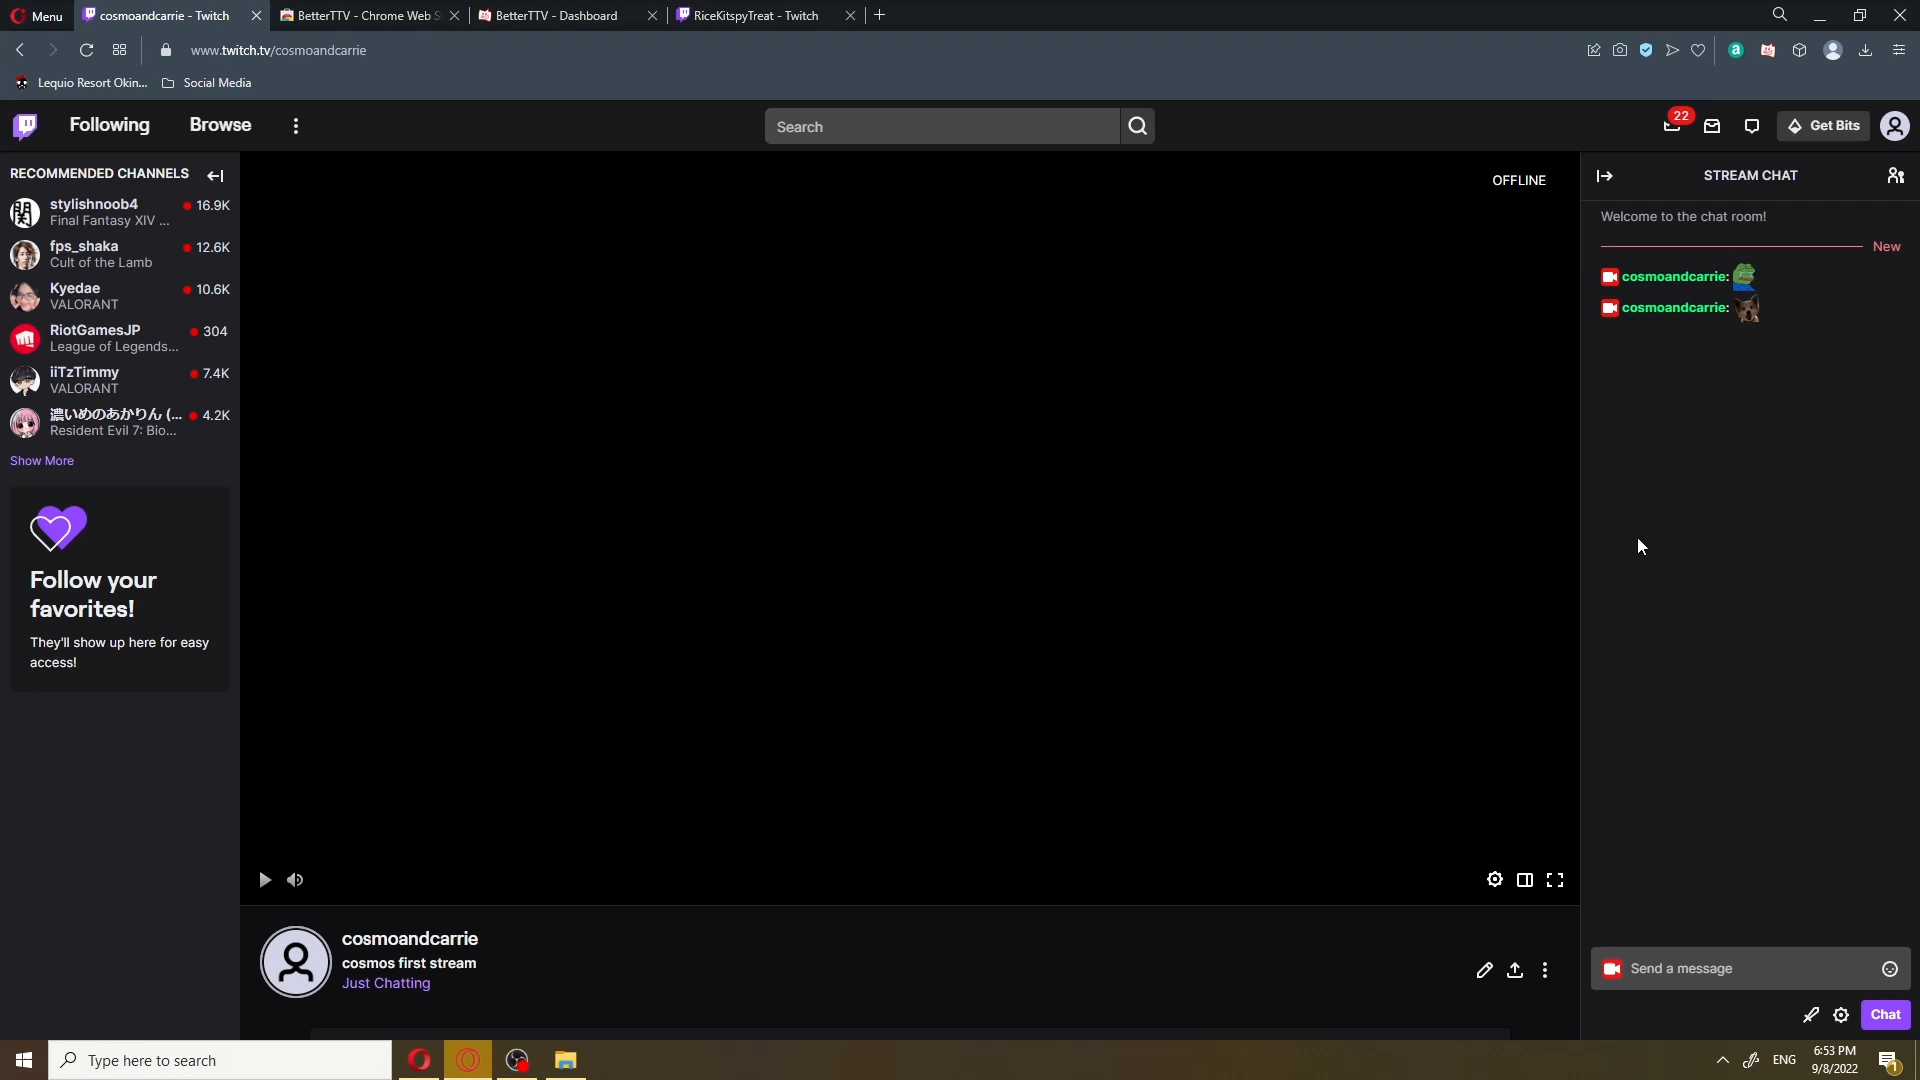 Menu
cosmoandcarrie - Twitch
BetterTTV - Chrome Web S
BetterTTV - Dashboard
RiceKitspyTreat - Twitch
www.twitch.tv/cosmoandcarrie
Lequio Resort Okin...
Social Media
Following
Browse
Search
22
Get Bits
RECOMMENDED CHANNELS
stylishnoob4
16.9K
Final Fantasy XIV ...
fps_shaka
12.6K
Cult of the Lamb
Kyedae
10.6K
VALORANT
RiotGamesJP
304
League of Legends...
iiTzTimmy
7.4K
VALORANT
濃いめのあかりん (...
4.2K
Resident Evil 7: Bio...
Show More
Follow your
favorites!
They'll show up here for easy
access!
OFFLINE
cosmoandcarrie
cosmos first stream
Just Chatting
STREAM CHAT
Welcome to the chat room!
New
cosmoandcarrie:
cosmoandcarrie:
Send a message
Chat
Type here to search
ENG
6:53 PM
9/8/2022
1